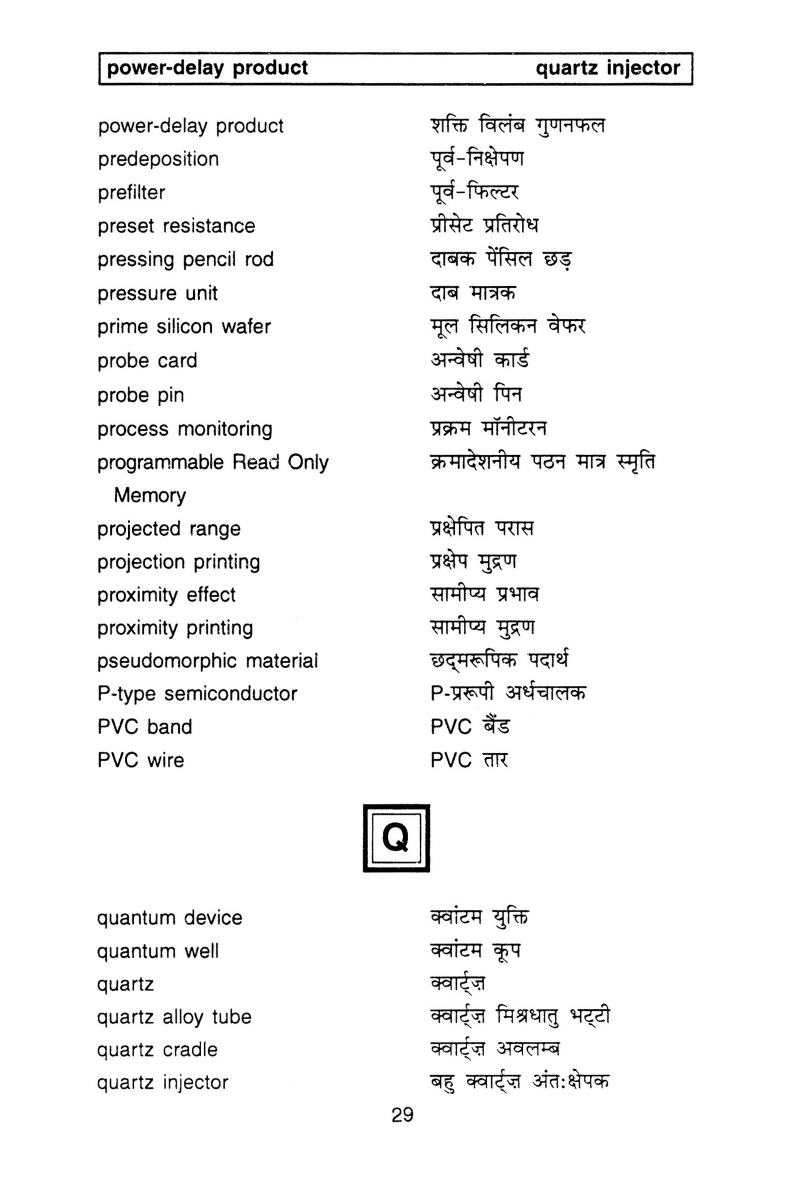 power-delay product quartz injector
power-delay product शक्ति विलंब गुणनफल
predeposition पूर्व-निक्षेपण
prefilter पूर्व-फिल्टर
preset resistance प्रीसेट प्रतिरोध
pressing pencil rod दाबक पेंसिल छड़
pressure unit दाब मात्रक
prime silicon wafer मूल सिलिकन वेफर
probe card अन्वेषी कार्ड
probe pin अन्वेषी पिन
process monitoring प्रक्रम मॉनीटरन
programmable Read Only क्रमादेशनीय पठन मात्र स्मृति
Memory
projected range प्रक्षेपित परास
projection printing प्रक्षेप मुद्रण
proximity effect सामीप्य प्रभाव
proximity printing सामीप्य मुद्रण
pseudomorphic material छद्मरूपिक पदार्थ
P-type semiconductor P-प्ररूपी अर्धचालक
PVC band PVC बैंड
PVC wire PVC तार
Q
quantum device क्वांटम युक्ति
quantum well क्वांटम कूप
quartz क्वार्ट्ज़
quartz alloy tube क्वार्ट्ज़ मिश्रधातु भट्टी
quartz cradle क्वार्ट्ज़ अवलम्ब
quartz injector बहु क्वार्ट्ज़ अंत:क्षेपक
29